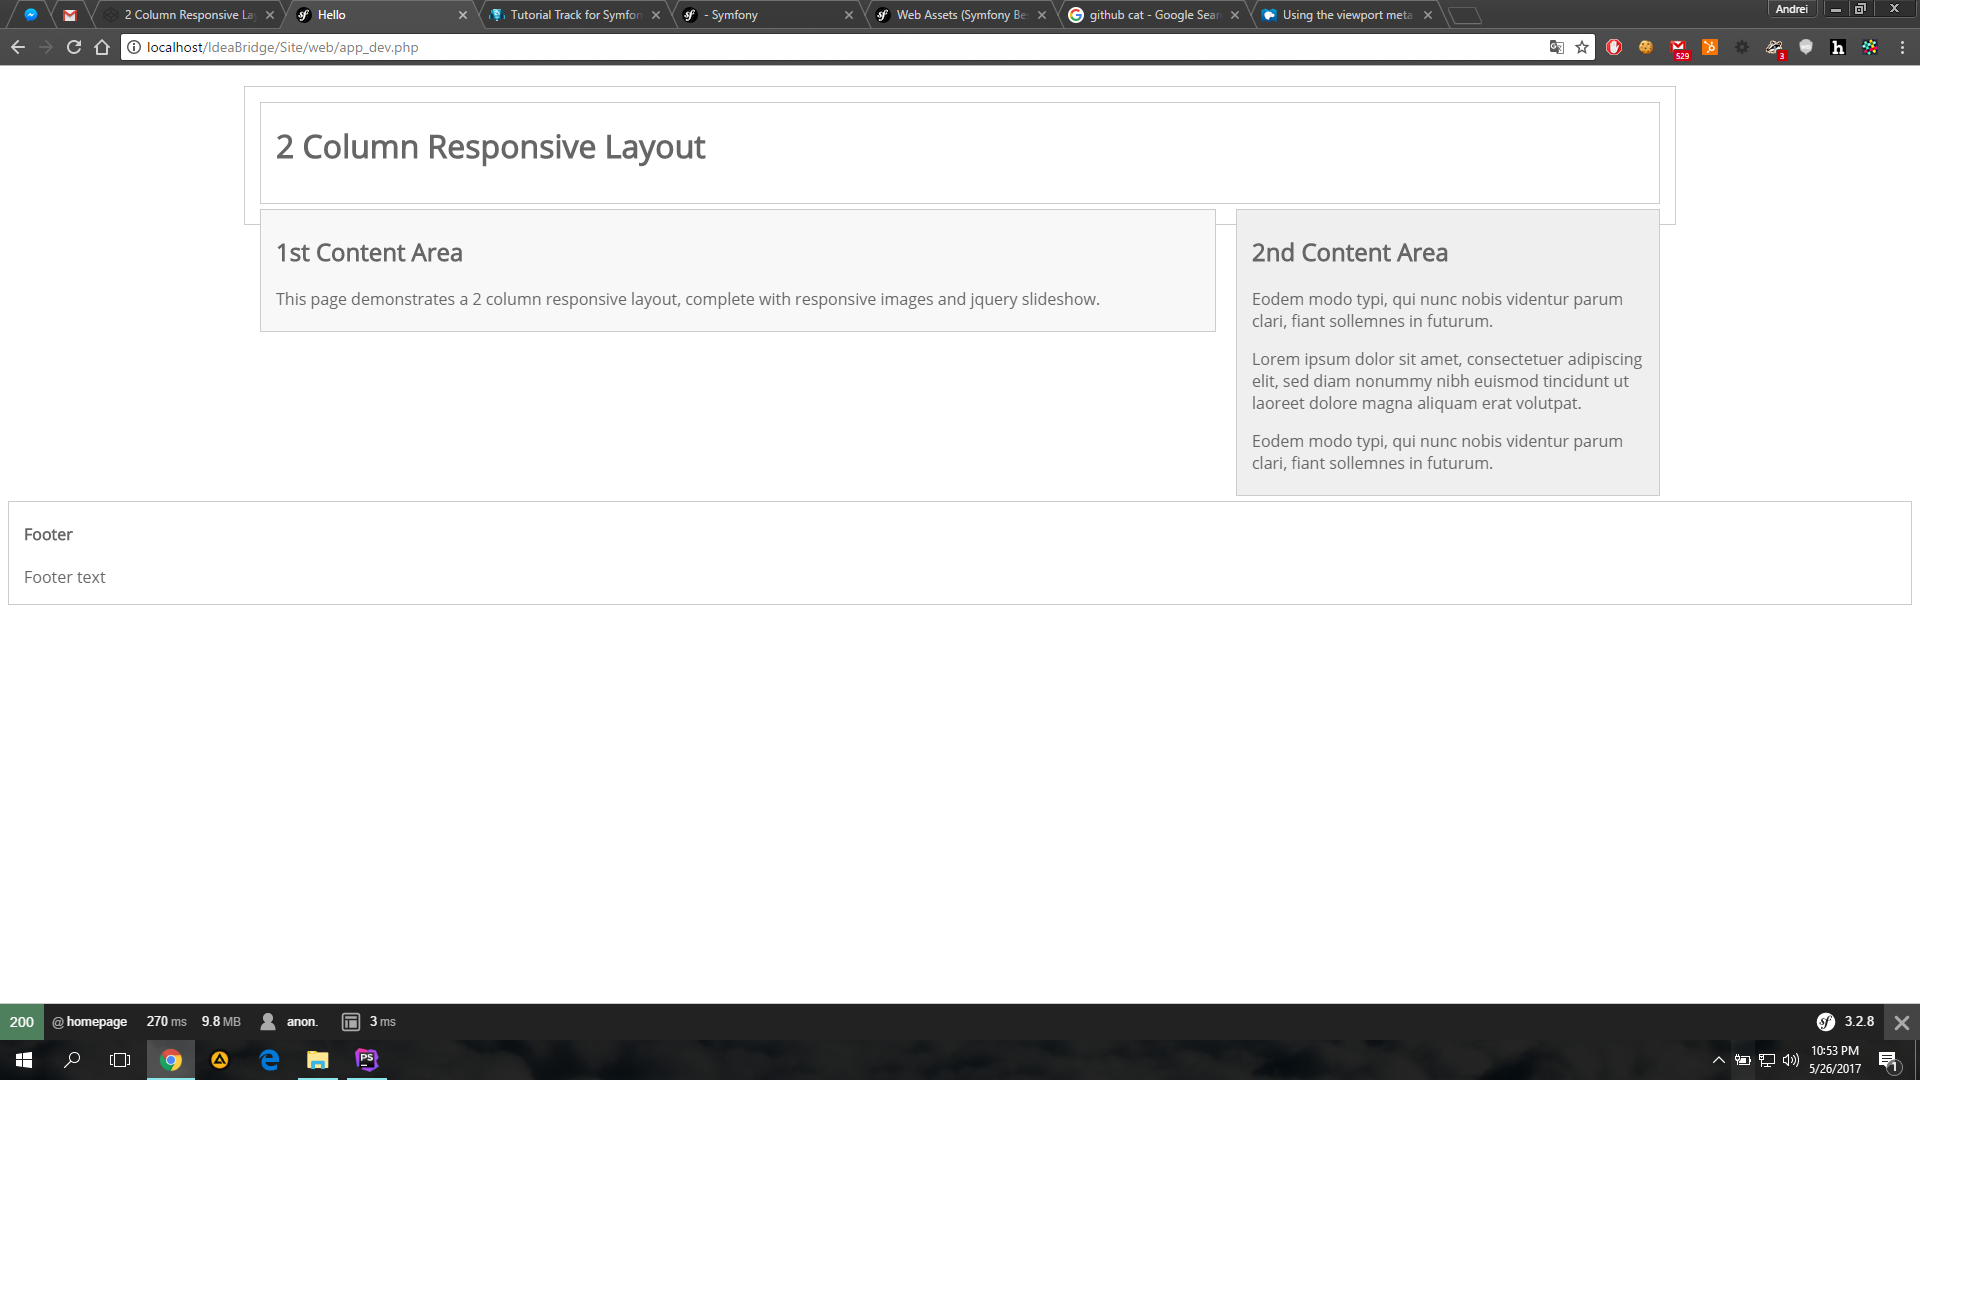 2 Column Responsive La
Hello
Tutorial Track for Symfon
- Symfony
Web Assets (Symfony Be
github cat - Google Sear
Using the viewport meta
Andrei
localhost/IdeaBridge/Site/web/app_dev.php
529
3
2 Column Responsive Layout
1st Content Area
This page demonstrates a 2 column responsive layout, complete with responsive images and jquery slideshow.
2nd Content Area
Eodem modo typi, qui nunc nobis videntur parum
clari, fiant sollemnes in futurum.
Lorem ipsum dolor sit amet, consectetuer adipiscing
elit, sed diam nonummy nibh euismod tincidunt ut
laoreet dolore magna aliquam erat volutpat.
Eodem modo typi, qui nunc nobis videntur parum
clari, fiant sollemnes in futurum.
Footer
Footer text
200 @ homepage 270 ms 9.8 MB anon. 3 ms 3.2.8
PS
10:53 PM
5/26/2017
1